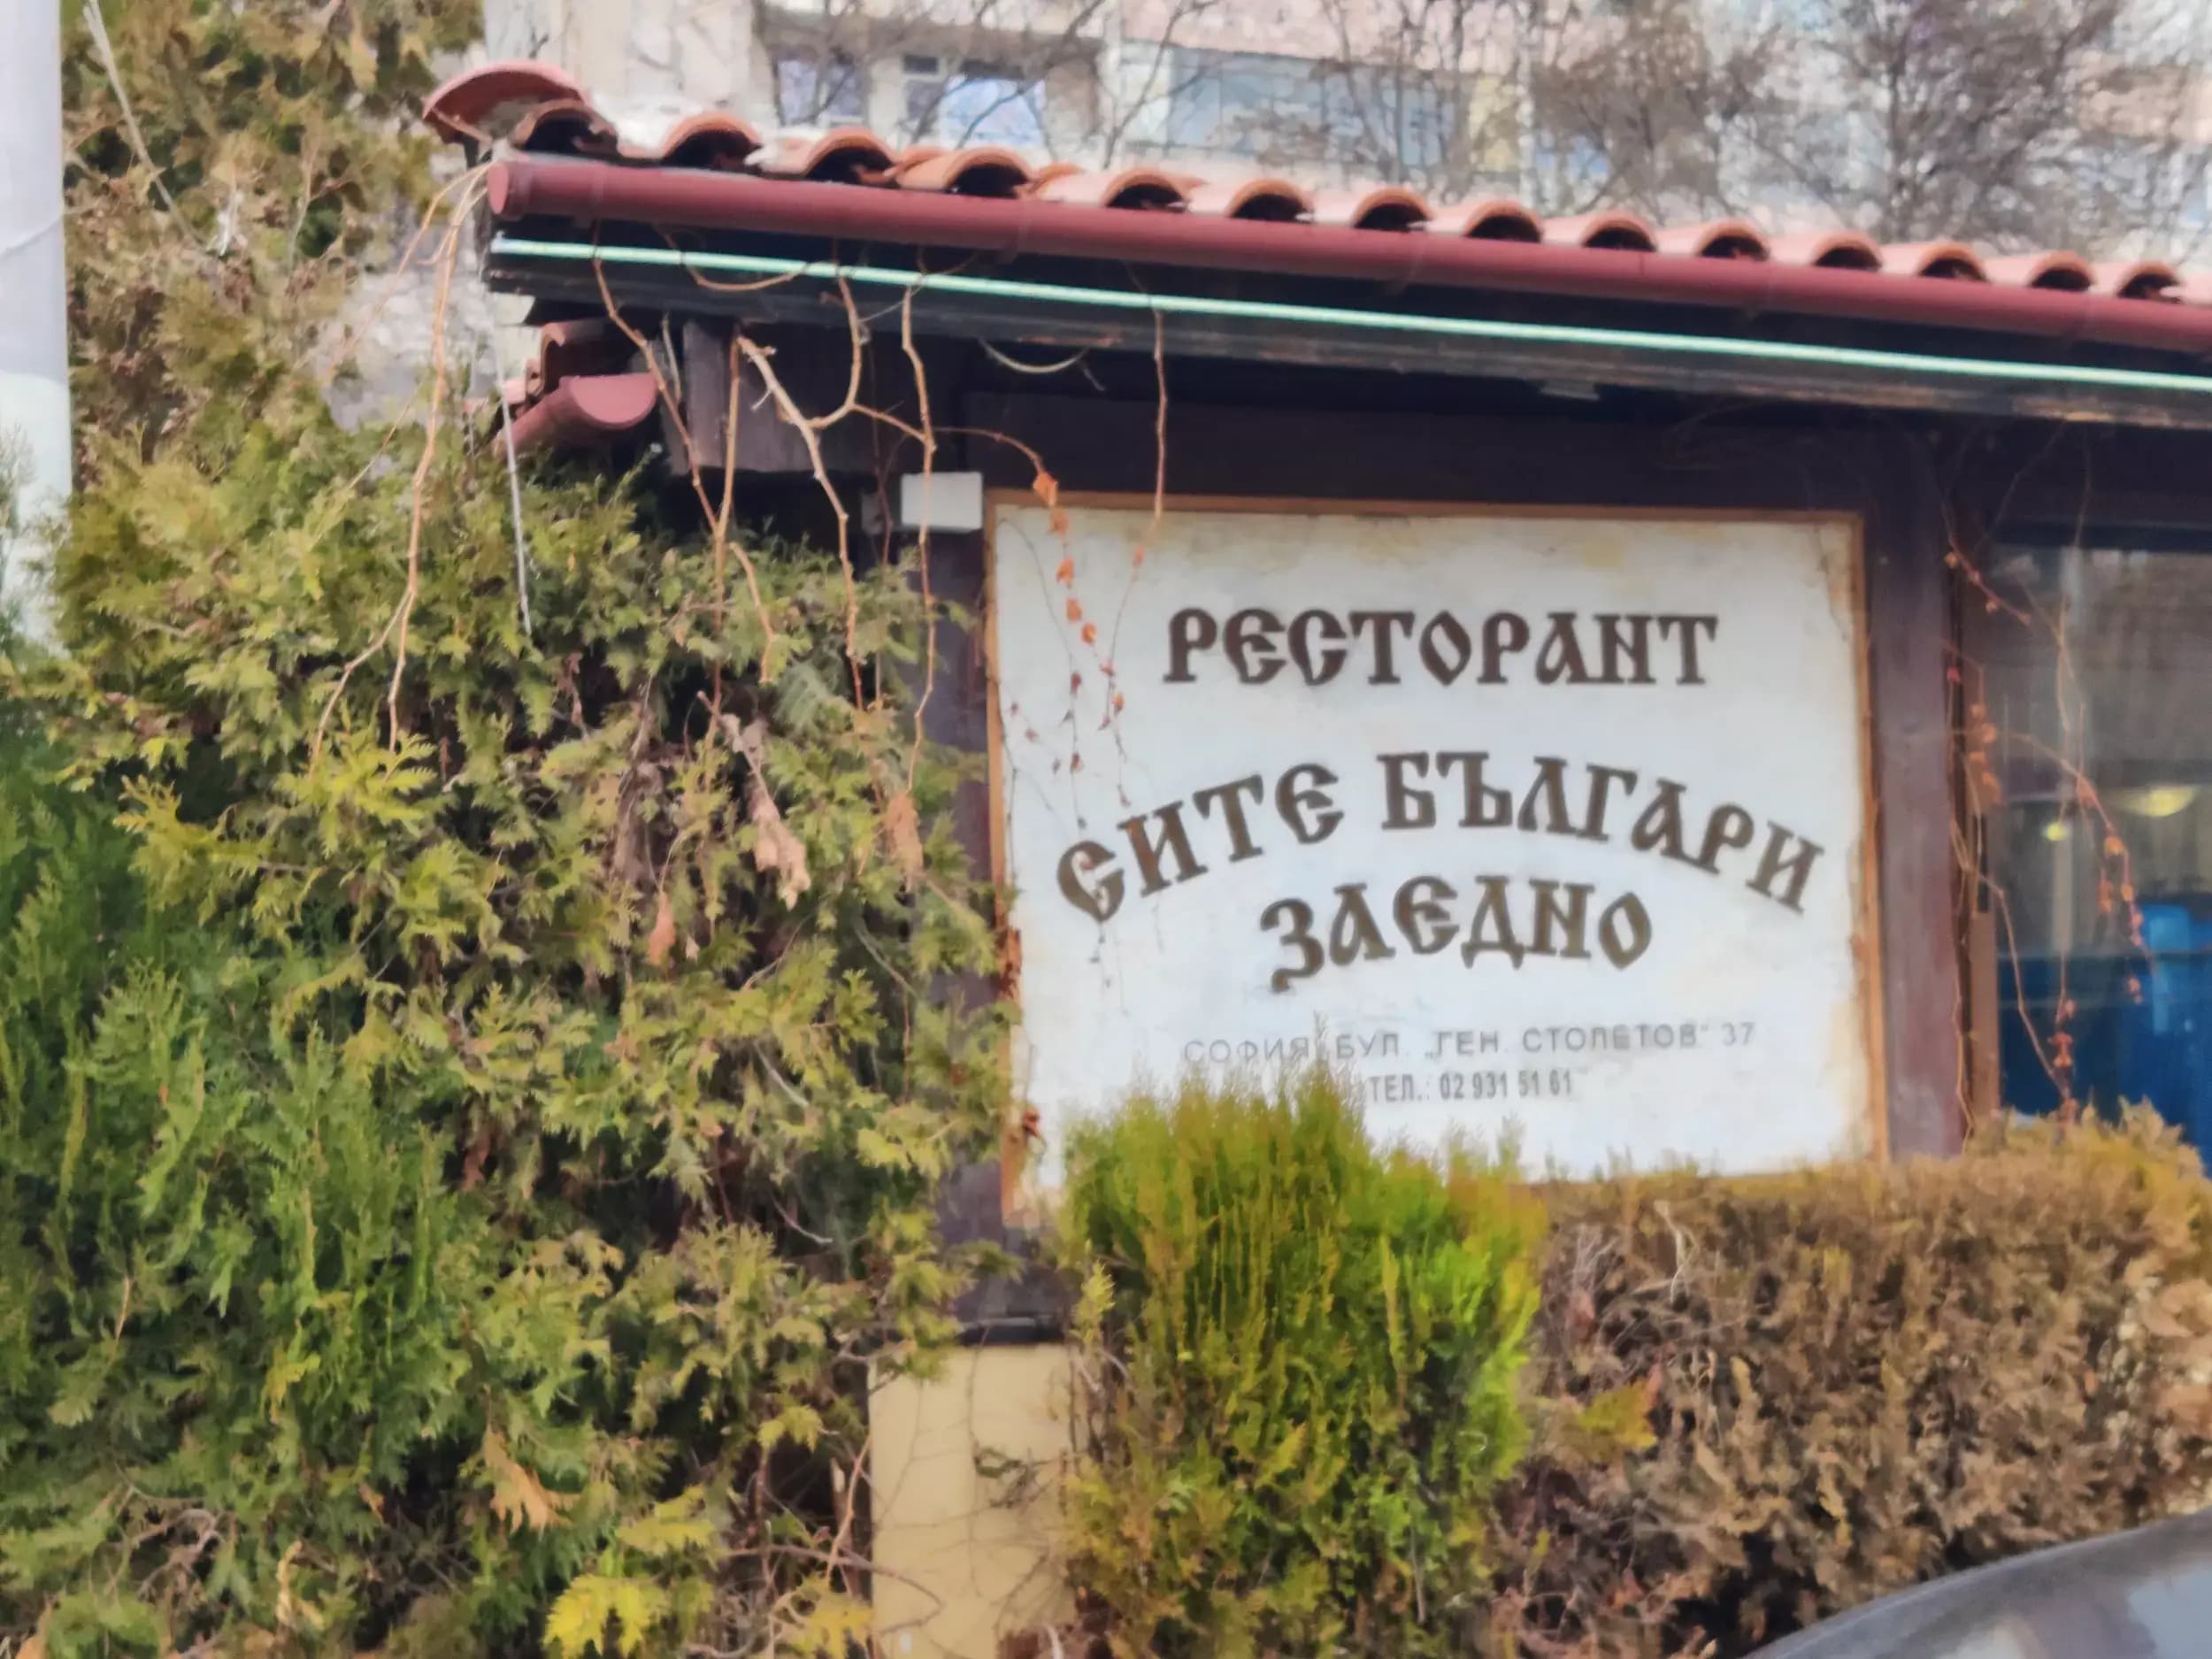 РЕСТОРАНТ
СИТЕ БЪЛГАРИ
ЗАЕДНО
СОФИЯ, БУЛ. „ГЕН. СТОЛЕТОВ" 37
ТЕЛ.: 02 931 51 61